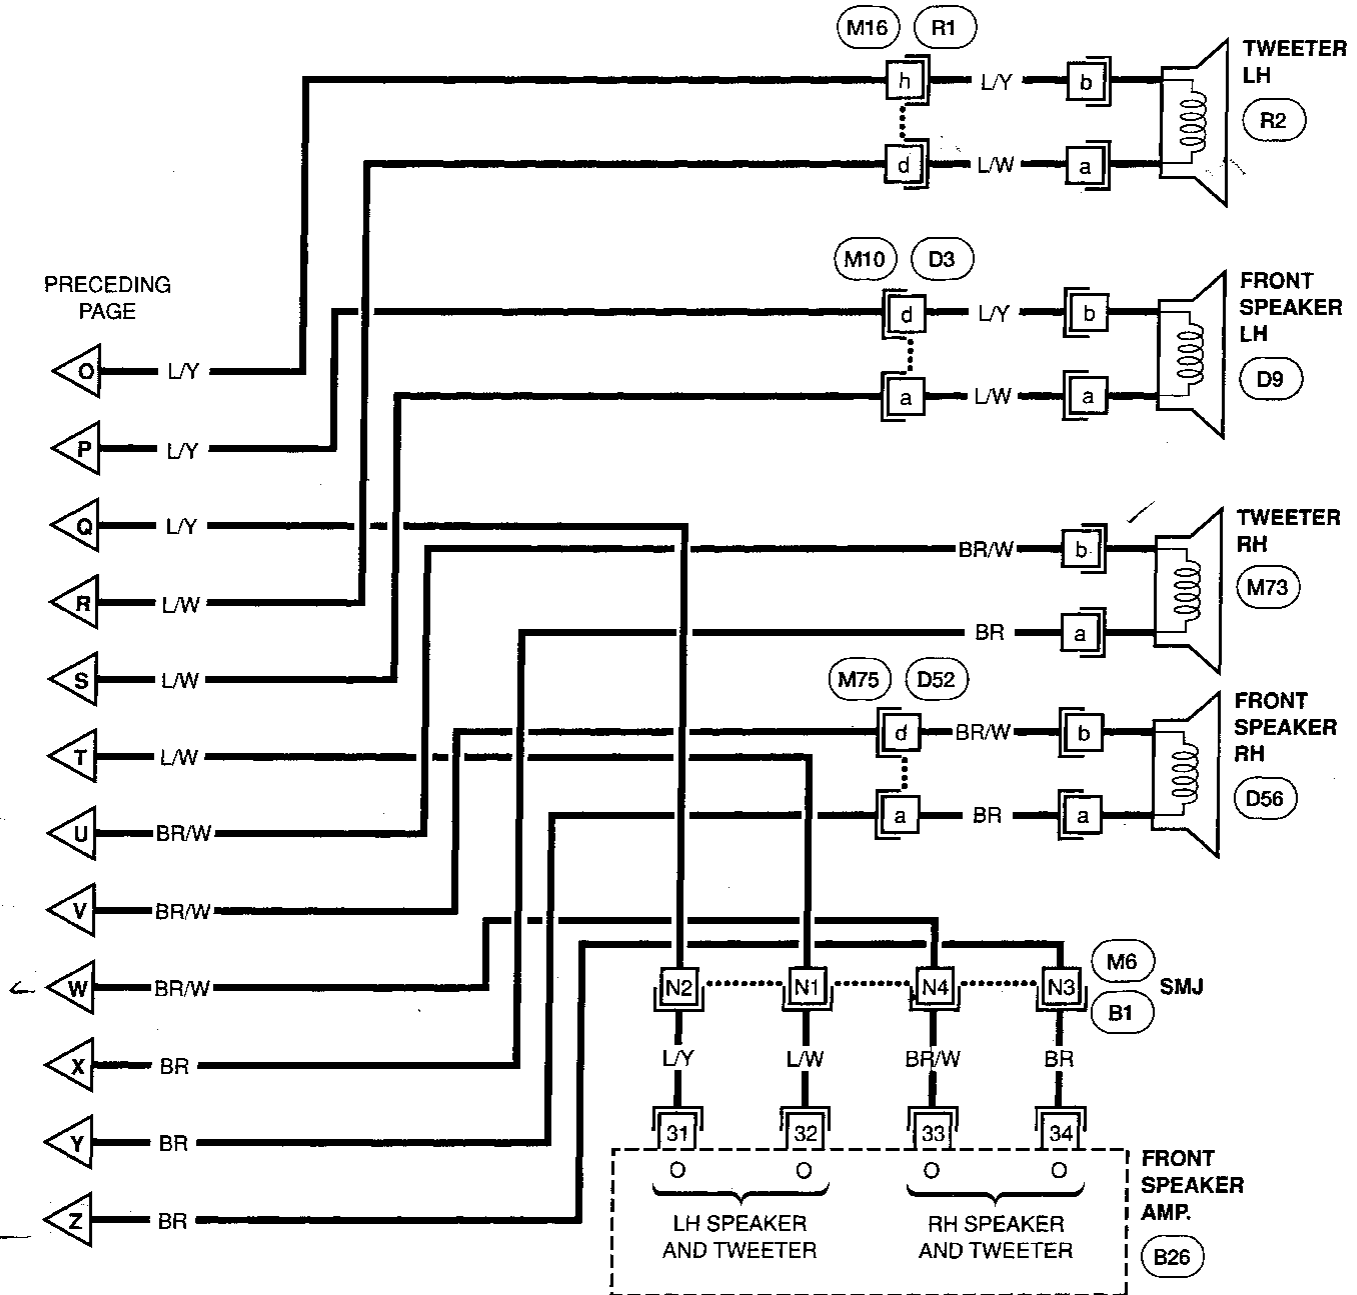 M16 R1
TWEETER
LH
h L/Y b
R2
d L/W a
M10 D3
PRECEDING
PAGE
FRONT
SPEAKER
LH
d L/Y b
O L/Y
D9
a L/W a
P L/Y
Q L/Y
TWEETER
RH
BR/W b
M73
R L/W
BR a
S L/W
M75 D52
FRONT
SPEAKER
RH
d BR/W b
T L/W
D56
a BR a
U BR/W
V BR/W
M6
W BR/W
N2 N1 N4 N3 SMJ
B1
L/Y L/W BR/W BR
X BR
31 32 33 34
Y BR
O O O O
FRONT
SPEAKER
AMP.
Z BR
LH SPEAKER
AND TWEETER
RH SPEAKER
AND TWEETER
B26